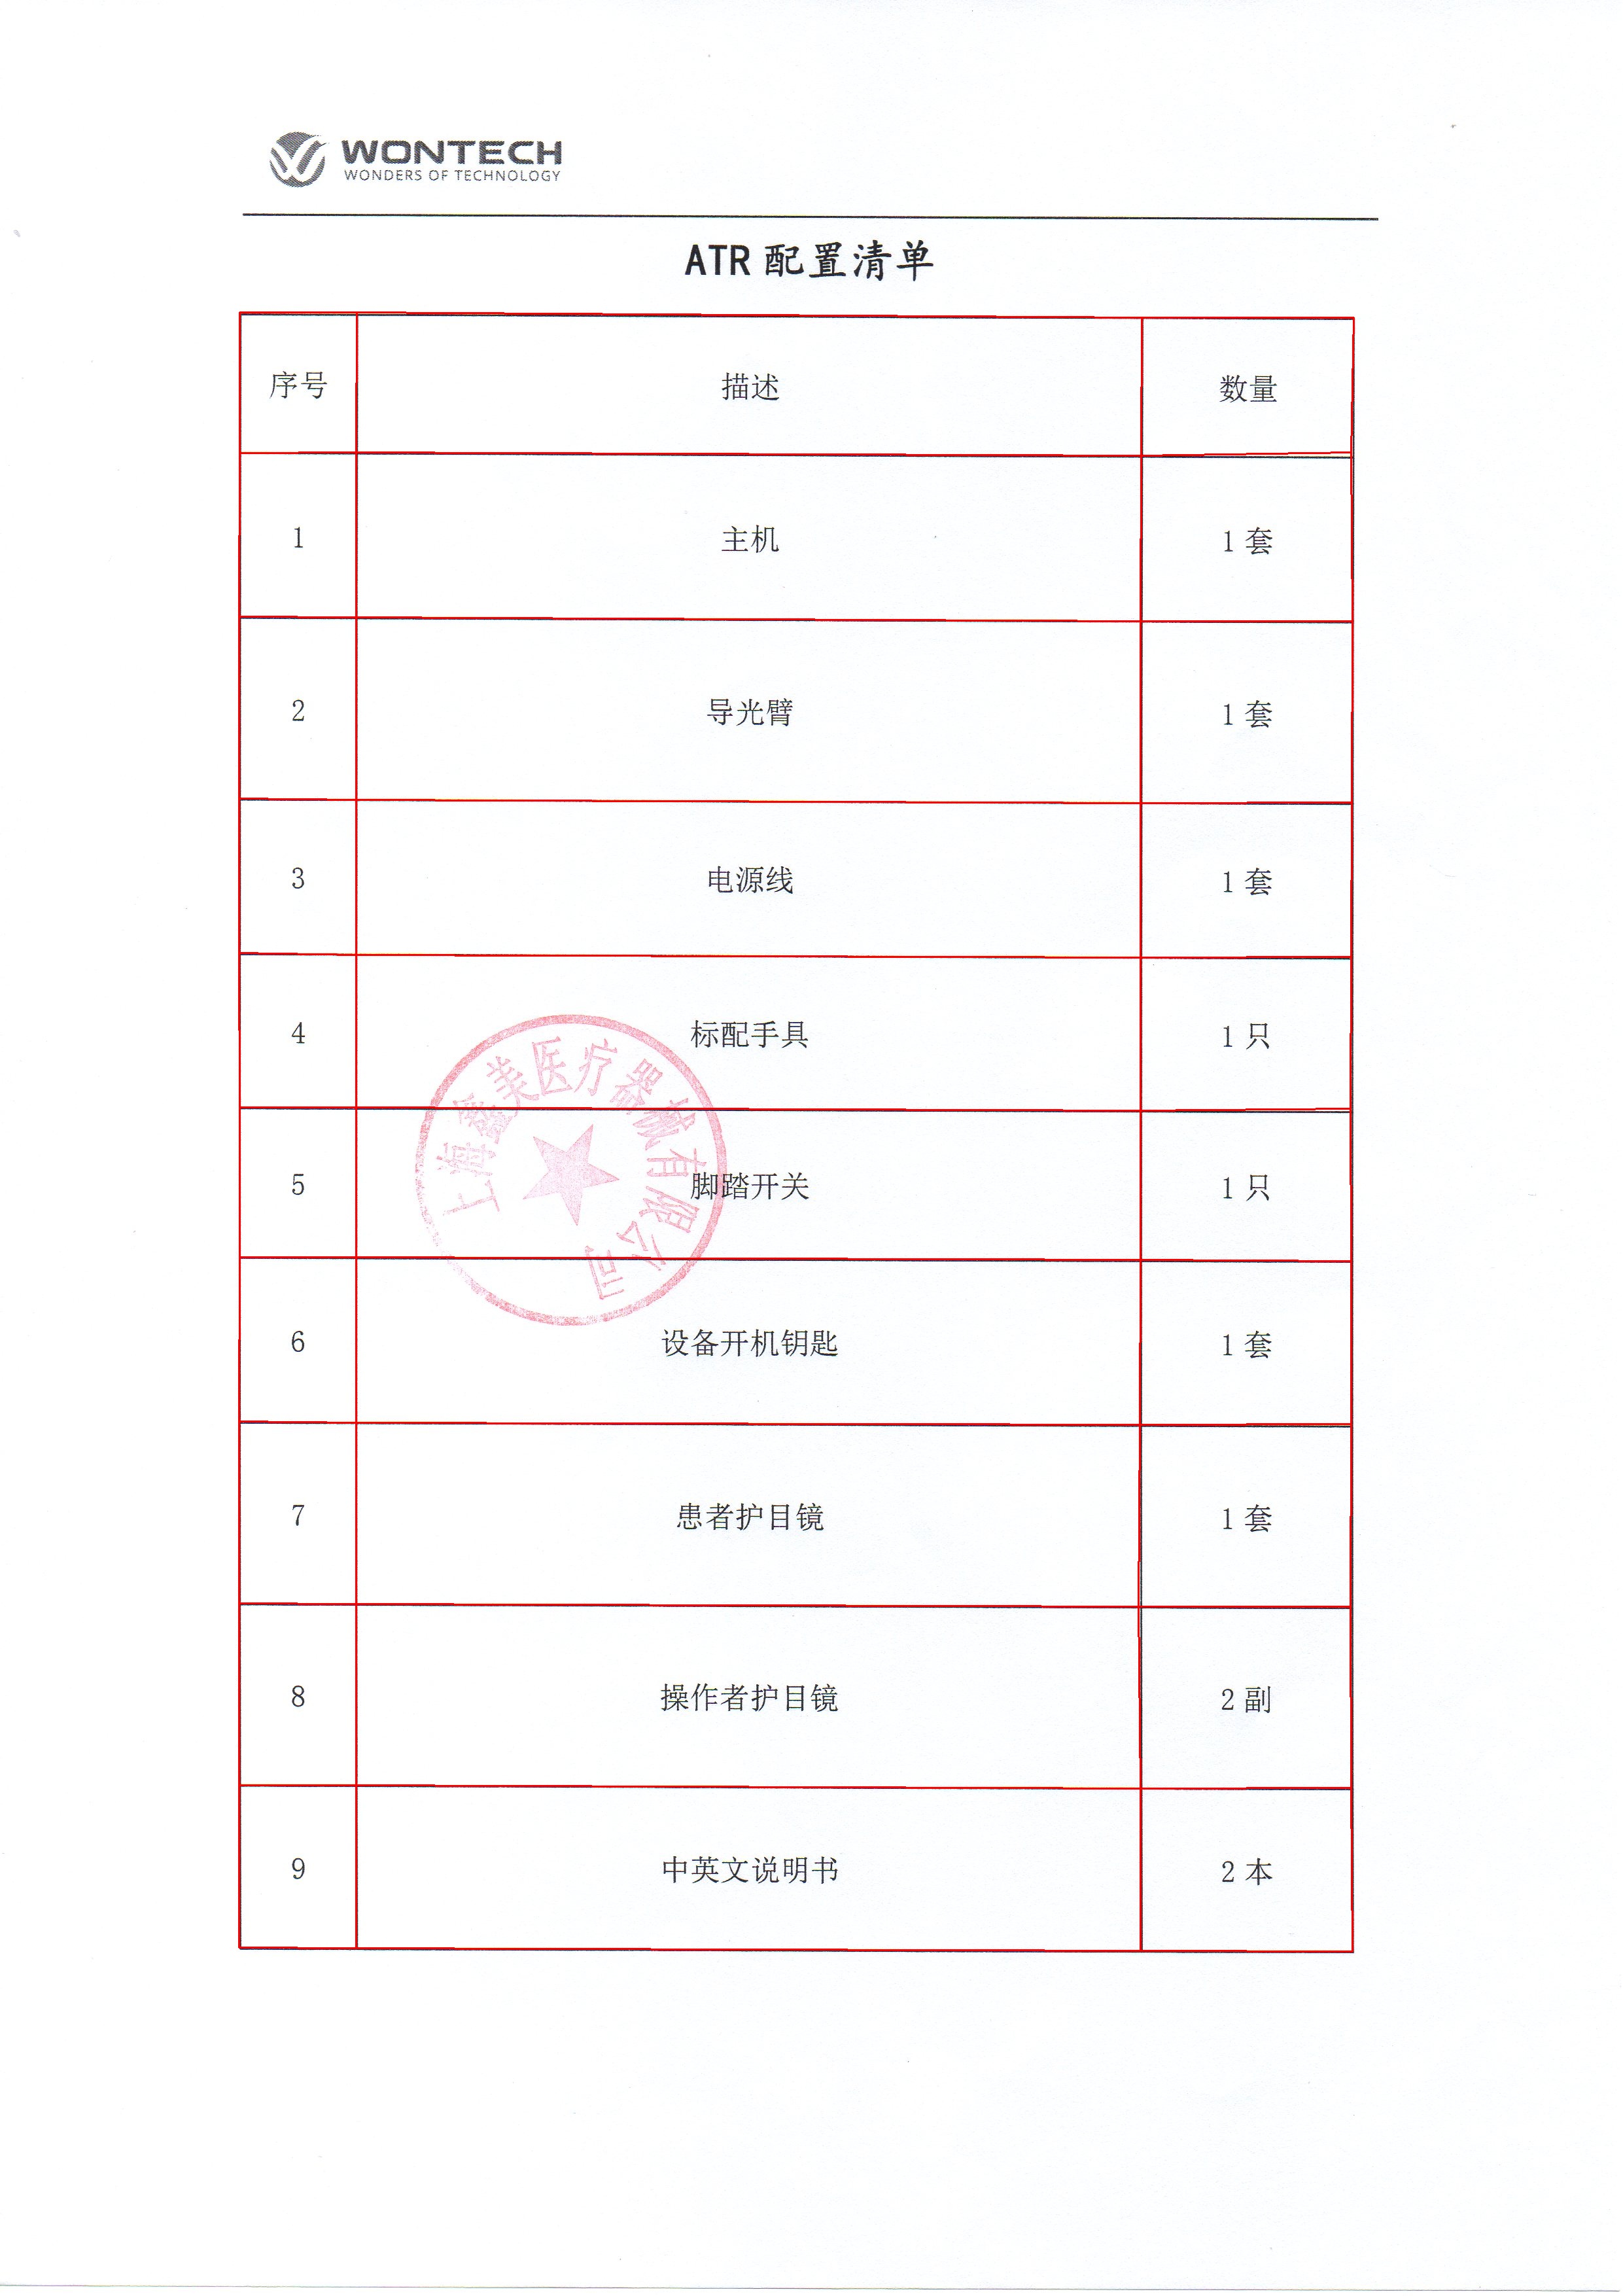 WONTECH
WONDERS OF TECHNOLOGY
ATR 配置清单
序号 描述 数量
1 主机 1 套
2 导光臂 1 套
3 电源线 1 套
4 标配手具 1 只
5 脚踏开关 1 只
6 设备开机钥匙 1 套
7 患者护目镜 1 套
8 操作者护目镜 2 副
9 中英文说明书 2 本
上海鑫美医疗器械有限公司